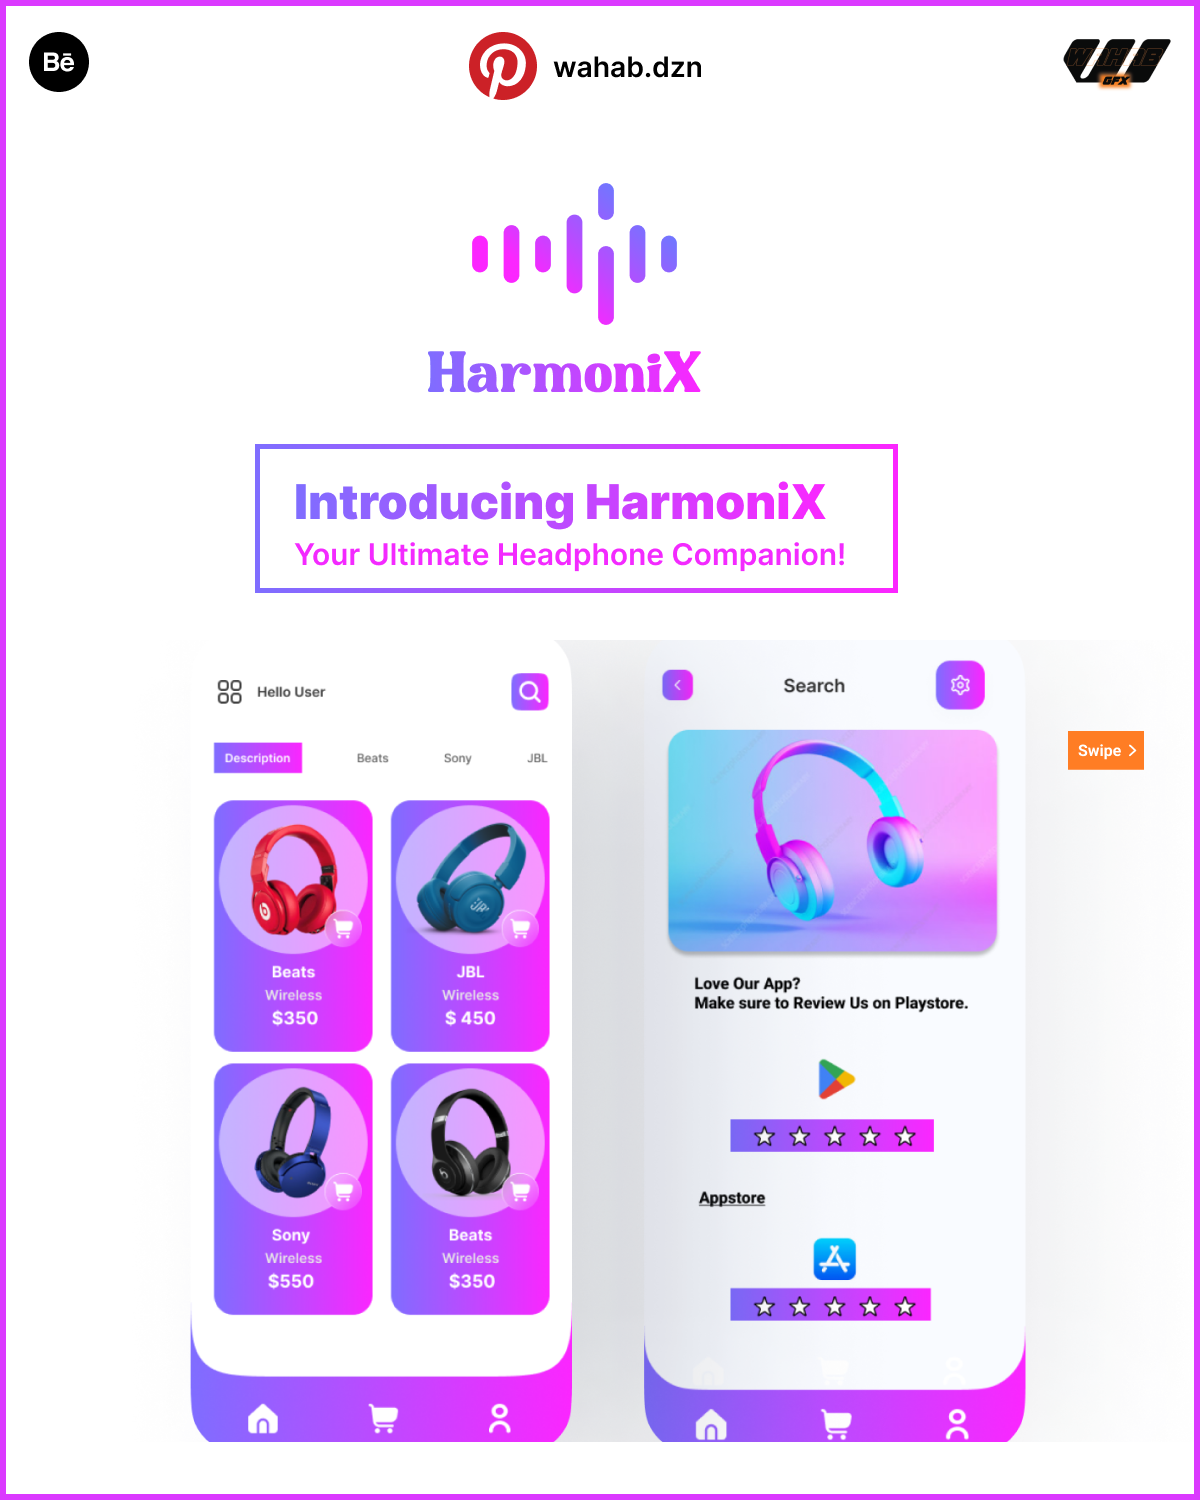 Bē
wahab.dzn
WAHAB
GFX
HarmoniX
Introducing HarmoniX
Your Ultimate Headphone Companion!
Hello User
Description Beats Sony JBL
Beats
Wireless
$350
JBL
Wireless
$ 450
Sony
Wireless
$550
Beats
Wireless
$350
Search
Love Our App?
Make sure to Review Us on Playstore.
Appstore
Swipe